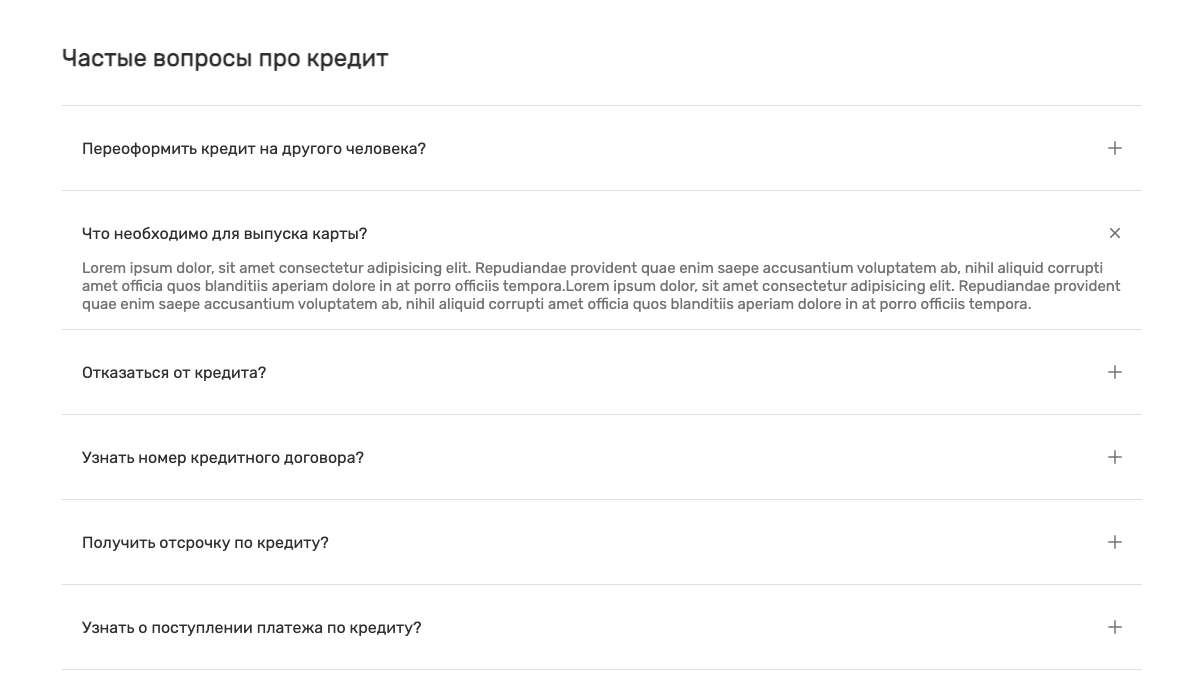 Частые вопросы про кредит
Переоформить кредит на другого человека?
Что необходимо для выпуска карты?
Lorem ipsum dolor, sit amet consectetur adipisicing elit. Repudiandae provident quae enim saepe accusantium voluptatem ab, nihil aliquid corrupti
amet officia quos blanditiis aperiam dolore in at porro officiis tempora.Lorem ipsum dolor, sit amet consectetur adipisicing elit. Repudiandae provident
quae enim saepe accusantium voluptatem ab, nihil aliquid corrupti amet officia quos blanditiis aperiam dolore in at porro officiis tempora.
Отказаться от кредита?
Узнать номер кредитного договора?
Получить отсрочку по кредиту?
Узнать о поступлении платежа по кредиту?